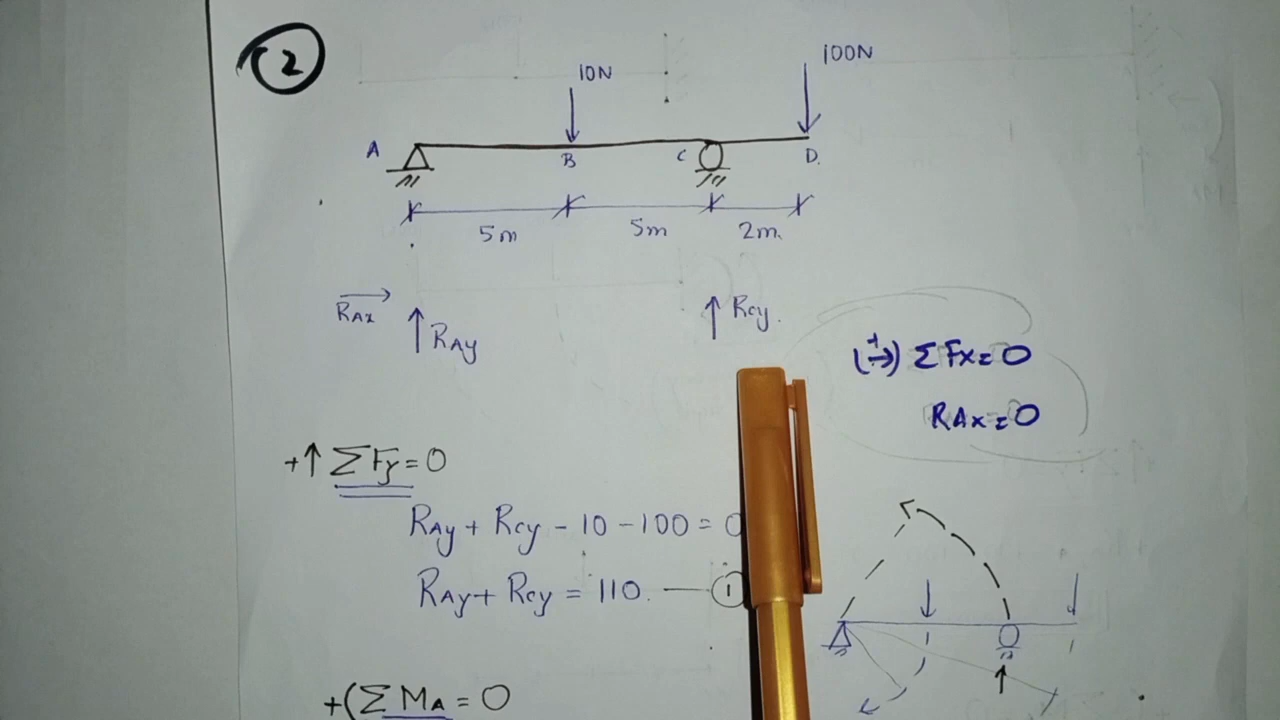 2
10N
100N
A
B
C
D.
5m
5m
2m.
RAx
RAy
Rcy.
(+→) ΣFx=0
RAx=0
+↑ ΣFy=0
RAy + Rcy - 10 - 100 = 0
RAy + Rcy = 110. — 1
+( ΣMA = 0